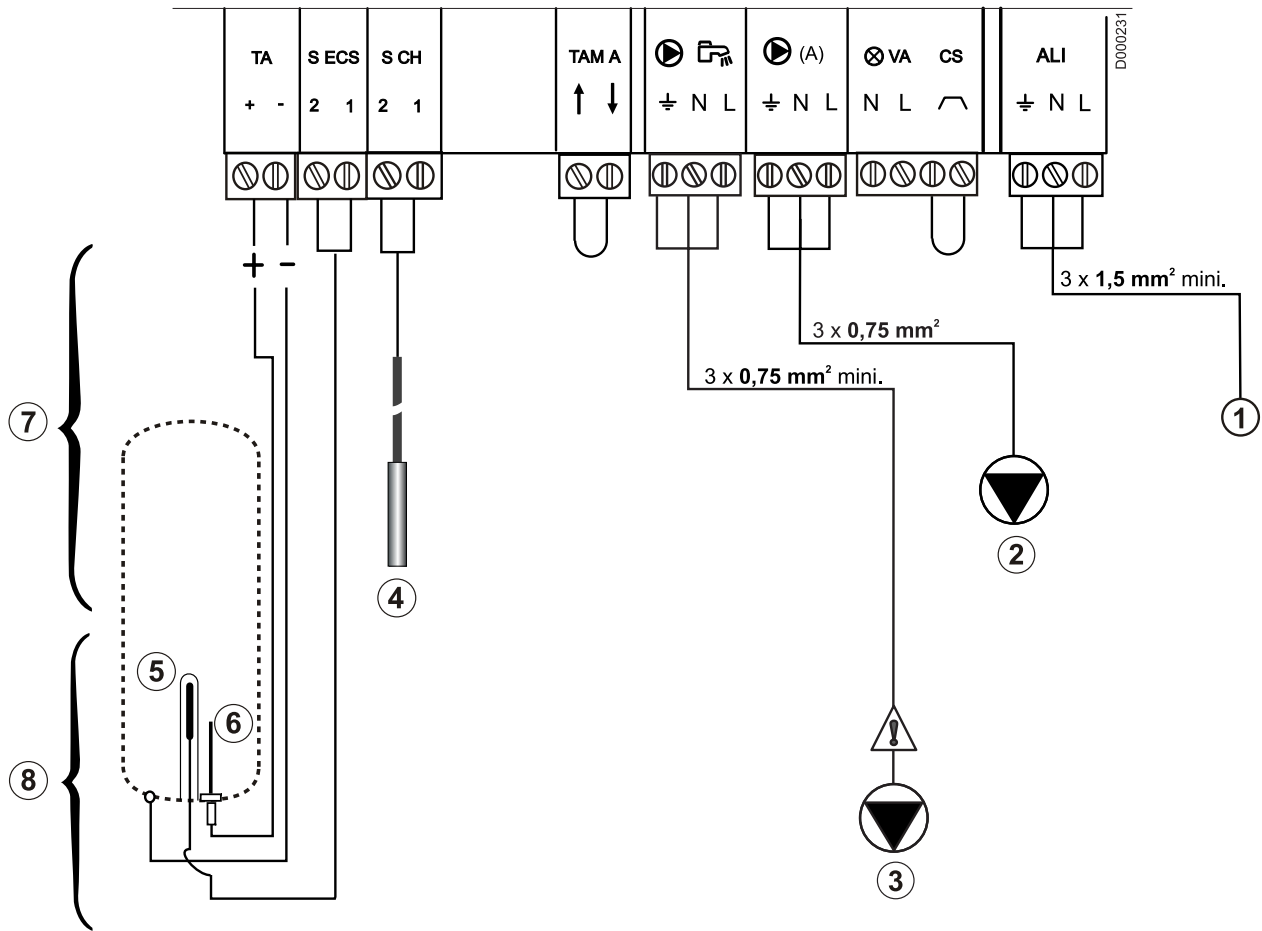 TA
S ECS
S CH
TAM A
(A)
VA
CS
ALI
D000231
+ -
2 1
2 1
N L
N L
N L
N L
+ -
3 x 1,5 mm² mini.
3 x 0,75 mm²
3 x 0,75 mm² mini.
1
7
2
4
5
6
!
8
3